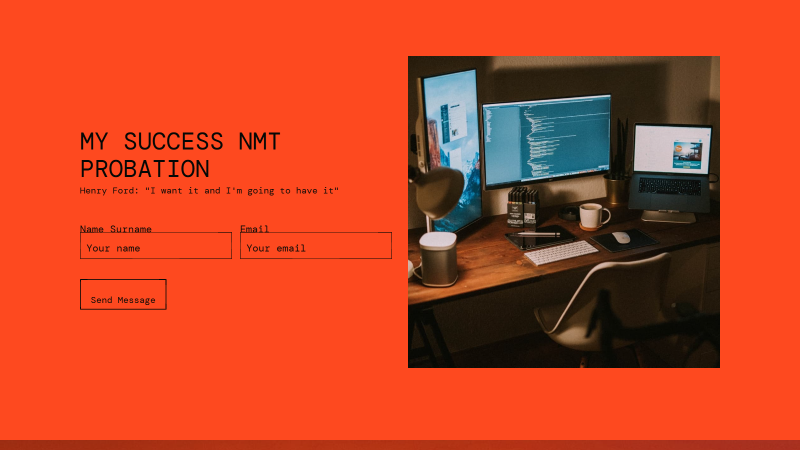 MY SUCCESS NMT
PROBATION
Henry Ford: "I want it and I'm going to have it"
Name Surname
Email
Your name
Your email
Send Message